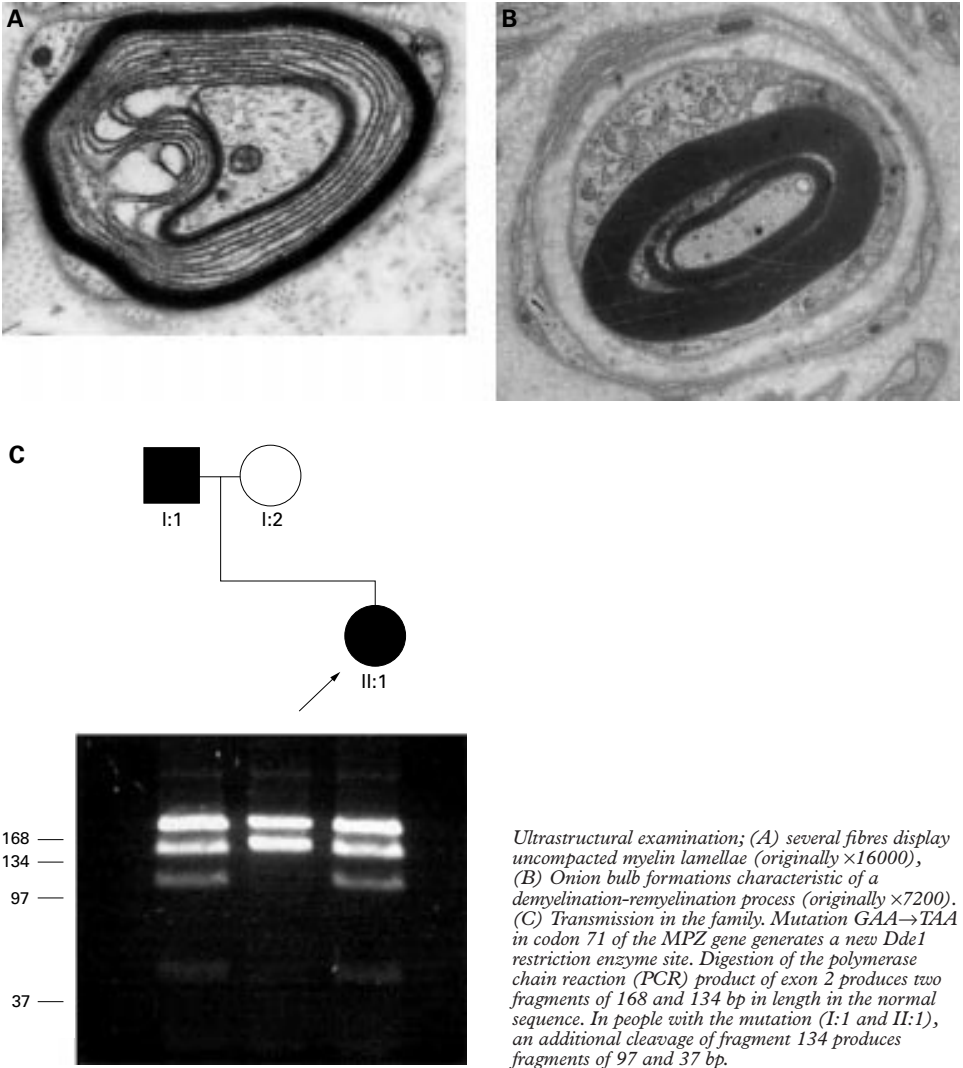 A
B
C
I:1
I:2
II:1
168
134
97
37
Ultrastructural examination; (A) several fibres display
uncompacted myelin lamellae (originally ×16000),
(B) Onion bulb formations characteristic of a
demyelination-remyelination process (originally ×7200).
(C) Transmission in the family. Mutation GAA→TAA
in codon 71 of the MPZ gene generates a new Dde1
restriction enzyme site. Digestion of the polymerase
chain reaction (PCR) product of exon 2 produces two
fragments of 168 and 134 bp in length in the normal
sequence. In people with the mutation (I:1 and II:1),
an additional cleavage of fragment 134 produces
fragments of 97 and 37 bp.